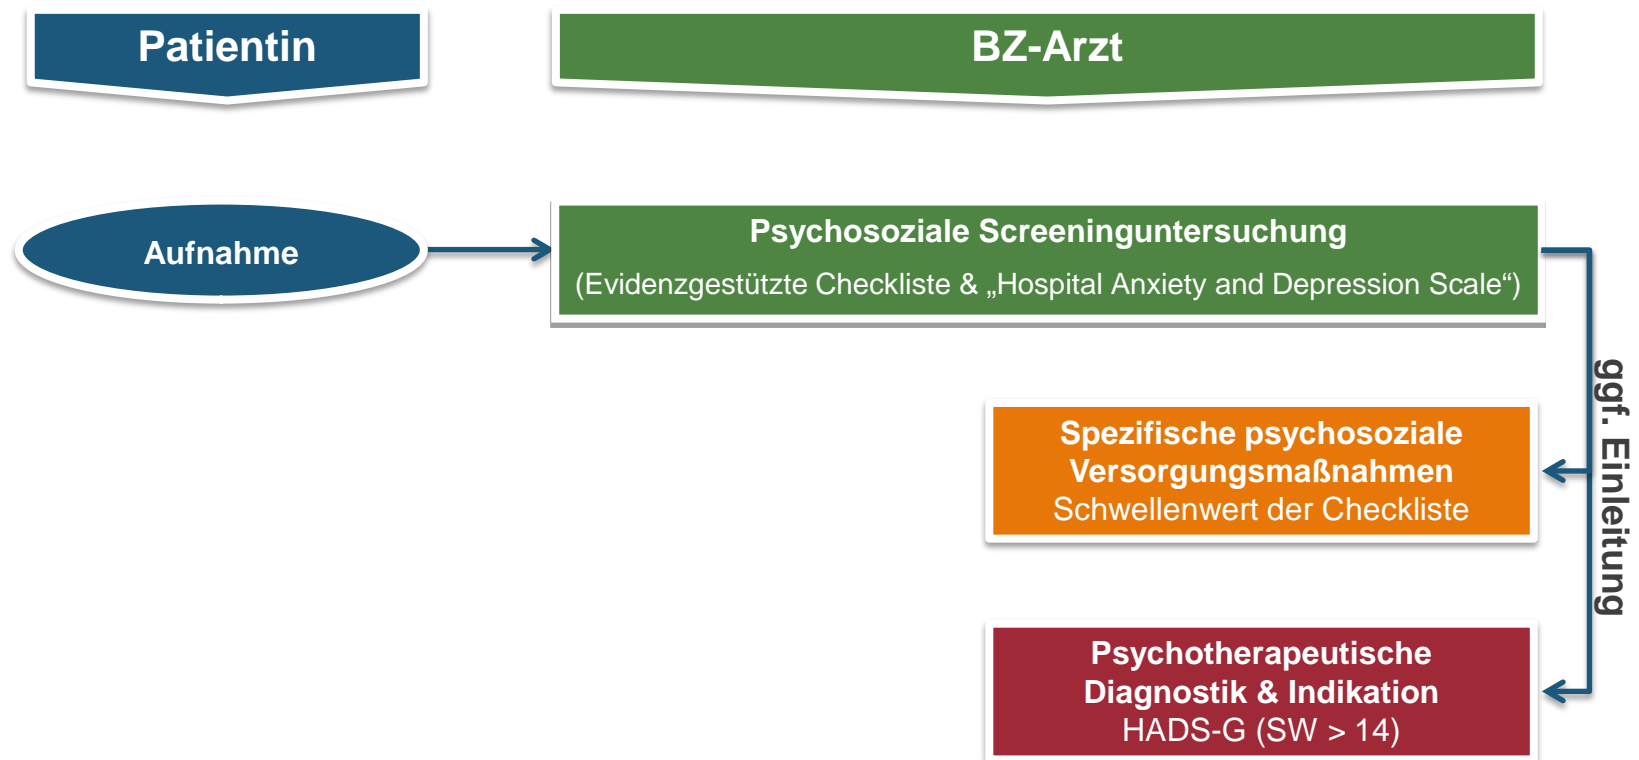 Patientin
BZ-Arzt
Aufnahme
Psychosoziale Screeninguntersuchung
(Evidenzgestützte Checkliste & „Hospital Anxiety and Depression Scale“)
ggf. Einleitung
Spezifische psychosoziale
Versorgungsmaßnahmen
Schwellenwert der Checkliste
Psychotherapeutische
Diagnostik & Indikation
HADS-G (SW > 14)